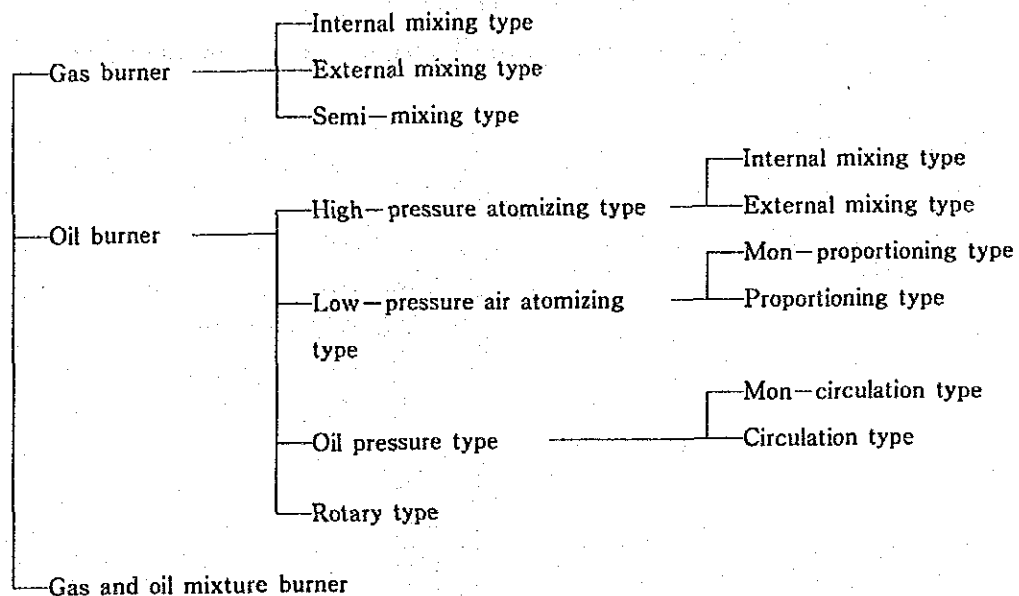 Internal mixing type
Gas burner
External mixing type
Semi-mixing type
Internal mixing type
High-pressure atomizing type
External mixing type
Oil burner
Mon-proportioning type
Low-pressure air atomizing
Proportioning type
type
Mon-circulation type
Oil pressure type
Circulation type
Rotary type
Gas and oil mixture burner